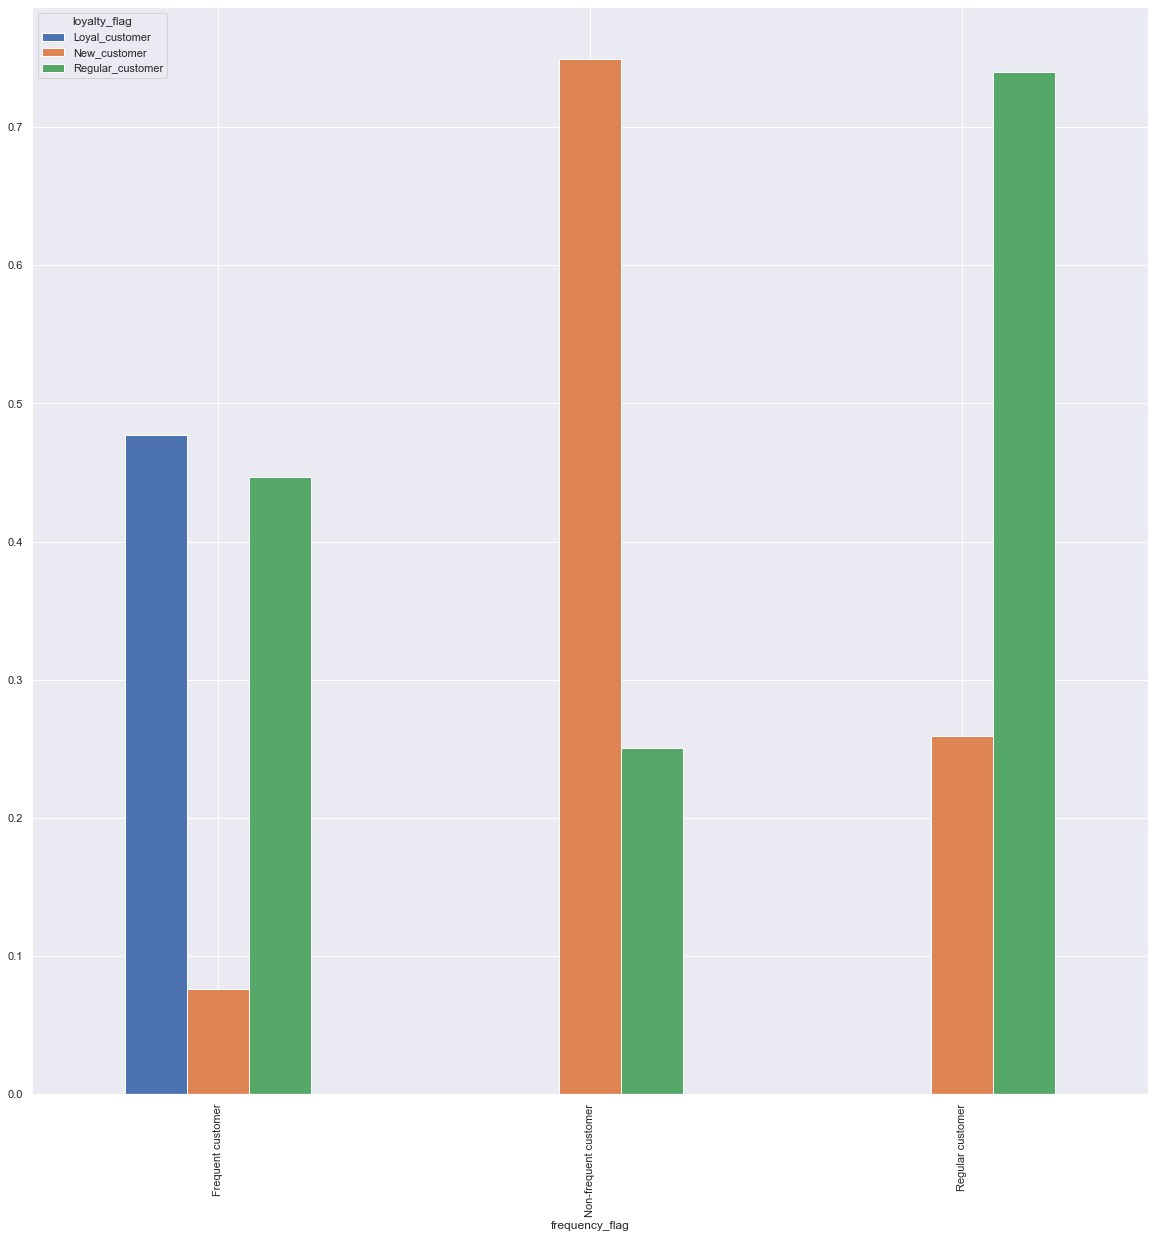 loyalty_flag
Loyal_customer
New_customer
Regular_customer
0.7
0.6
0.5
0.4
0.3
0.2
0.1
0.0
Frequent customer
Non-frequent customer
Regular customer
frequency_flag